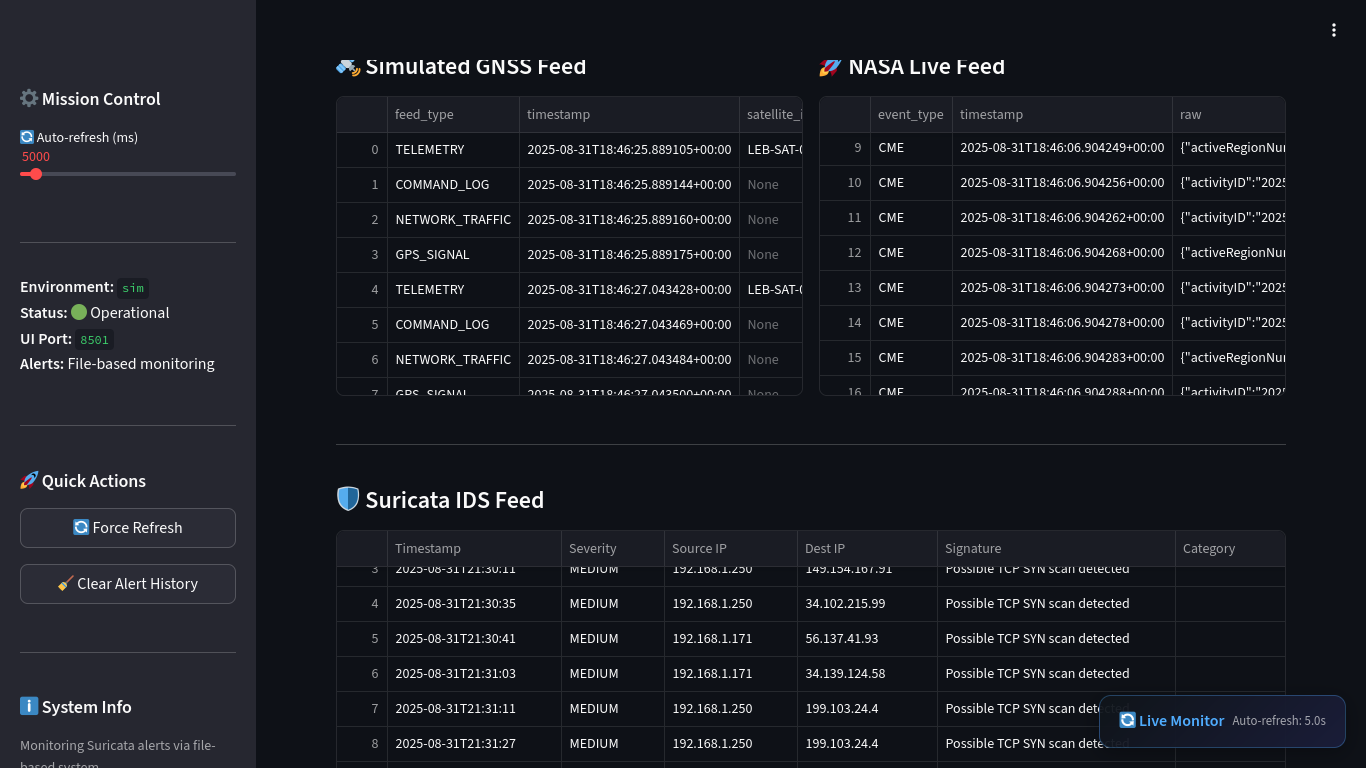 Mission Control
Auto-refresh (ms)
5000
Environment: sim
Status: Operational
UI Port: 8501
Alerts: File-based monitoring
Quick Actions
Force Refresh
Clear Alert History
System Info
Monitoring Suricata alerts via file-
based system
Simulated GNSS Feed
feed_type timestamp satellite_i
0 TELEMETRY 2025-08-31T18:46:25.889105+00:00 LEB-SAT-0
1 COMMAND_LOG 2025-08-31T18:46:25.889144+00:00 None
2 NETWORK_TRAFFIC 2025-08-31T18:46:25.889160+00:00 None
3 GPS_SIGNAL 2025-08-31T18:46:25.889175+00:00 None
4 TELEMETRY 2025-08-31T18:46:27.043428+00:00 LEB-SAT-0
5 COMMAND_LOG 2025-08-31T18:46:27.043469+00:00 None
6 NETWORK_TRAFFIC 2025-08-31T18:46:27.043484+00:00 None
7 GPS_SIGNAL 2025-08-31T18:46:27.043500+00:00 None
NASA Live Feed
event_type timestamp raw
9 CME 2025-08-31T18:46:06.904249+00:00 {"activeRegionNu
10 CME 2025-08-31T18:46:06.904256+00:00 {"activityID":"2025
11 CME 2025-08-31T18:46:06.904262+00:00 {"activityID":"2025
12 CME 2025-08-31T18:46:06.904268+00:00 {"activeRegionNu
13 CME 2025-08-31T18:46:06.904273+00:00 {"activityID":"2025
14 CME 2025-08-31T18:46:06.904278+00:00 {"activityID":"2025
15 CME 2025-08-31T18:46:06.904283+00:00 {"activeRegionNu
16 CME 2025-08-31T18:46:06.904288+00:00 {"activityID":"2025
Suricata IDS Feed
Timestamp Severity Source IP Dest IP Signature Category
3 2025-08-31T21:30:11 MEDIUM 192.168.1.250 149.154.167.91 Possible TCP SYN scan detected
4 2025-08-31T21:30:35 MEDIUM 192.168.1.250 34.102.215.99 Possible TCP SYN scan detected
5 2025-08-31T21:30:41 MEDIUM 192.168.1.171 56.137.41.93 Possible TCP SYN scan detected
6 2025-08-31T21:31:03 MEDIUM 192.168.1.171 34.139.124.58 Possible TCP SYN scan detected
7 2025-08-31T21:31:11 MEDIUM 192.168.1.250 199.103.24.4 Possible TCP SYN scan detected
8 2025-08-31T21:31:27 MEDIUM 192.168.1.250 199.103.24.4 Possible TCP SYN scan detected
Live Monitor Auto-refresh: 5.0s